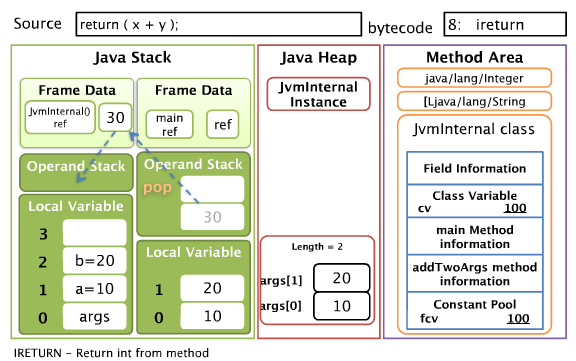 Source
return ( x + y );
bytecode
8: ireturn
Java Stack
Frame Data
JvmInternal()
ref
30
Frame Data
main
ref
ref
Operand Stack
Operand Stack
pop
30
Local Variable
3
2
b=20
1
a=10
0
args
Local Variable
1
20
0
10
Java Heap
JvmInternal
Instance
Length = 2
args[1]
20
args[0]
10
Method Area
java/lang/Integer
[Ljava/lang/String
JvmInternal class
Field Information
Class Variable
cv 100
main Method
information
addTwoArgs method
information
Constant Pool
fcv 100
IRETURN – Return int from method